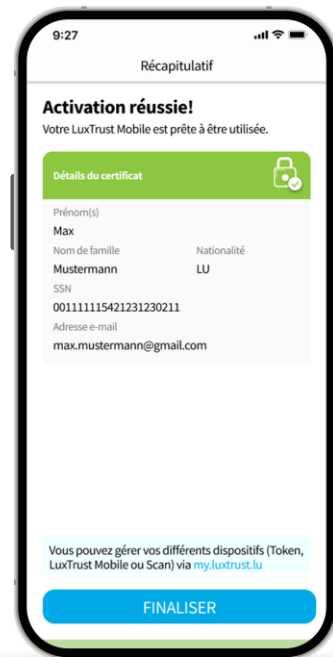 9:27
Récapitulatif
Activation réussie!
Votre LuxTrust Mobile est prête à être utilisée.
Détails du certificat
Prénom(s)
Max
Nom de famille Nationalité
Mustermann LU
SSN
00111111542123123021​1
Adresse e-mail
max.mustermann@gmail.com
Vous pouvez gérer vos différents dispositifs (Token,
LuxTrust Mobile ou Scan) via my.luxtrust.lu
FINALISER